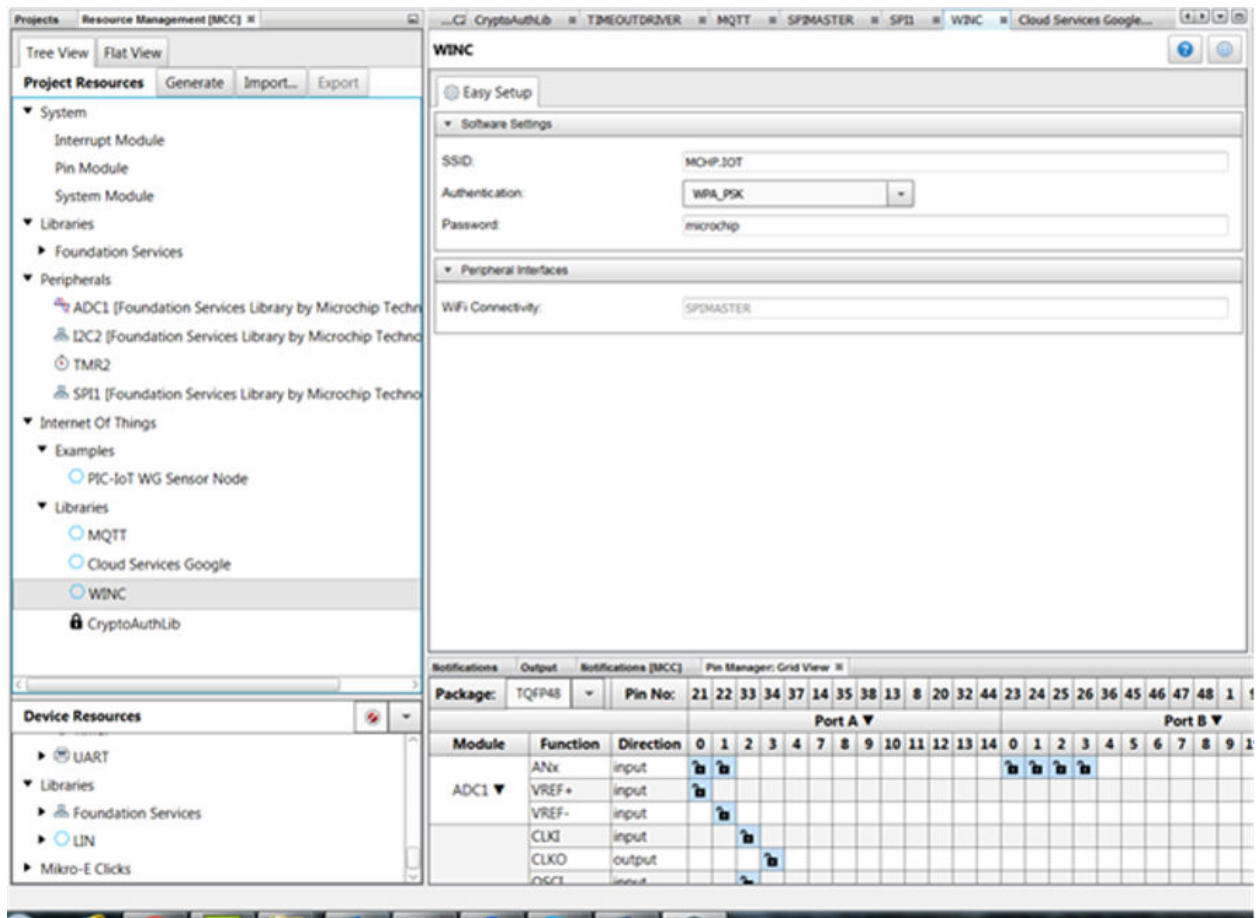 Projects Resource Management [MCC]
Tree View Flat View
Project Resources Generate Import... Export
System
Interrupt Module
Pin Module
System Module
Libraries
Foundation Services
Peripherals
ADC1 [Foundation Services Library by Microchip Techn
I2C2 [Foundation Services Library by Microchip Techno
TMR2
SPI1 [Foundation Services Library by Microchip Techno
Internet Of Things
Examples
PIC-IoT WG Sensor Node
Libraries
MQTT
Cloud Services Google
WINC
CryptoAuthLib
Device Resources
UART
Libraries
Foundation Services
LIN
Mikro-E Clicks
...C2 CryptoAuthLib TIMEOUTDRIVER MQTT SPIMASTER SPI1 WINC Cloud Services Google...
WINC
Easy Setup
Software Settings
SSID: MCHP.IOT
Authentication: WPA_PSK
Password: microchip
Peripheral Interfaces
WiFi Connectivity: SPIMASTER
Notifications Output Notifications [MCC] Pin Manager: Grid View
Package: TQFP48 Pin No: 21 22 33 34 37 14 35 38 13 8 20 32 44 23 24 25 26 36 45 46 47 48 1
Port A ▼ Port B ▼
Module Function Direction 0 1 2 3 4 7 8 9 10 11 12 13 14 0 1 2 3 4 5 6 7 8 9
ANx input
ADC1 ▼ VREF+ input
VREF- input
CLKI input
CLKO output
OSCI input